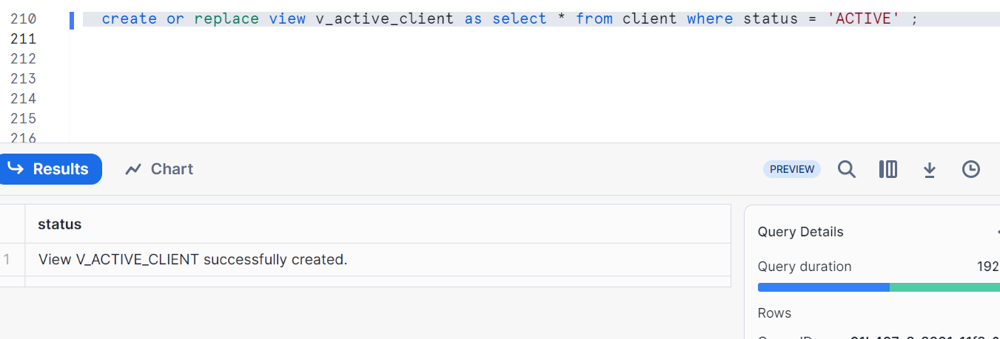 210 create or replace view v_active_client as select * from client where status = 'ACTIVE' ;
211
212
213
214
215
216
Results Chart PREVIEW
status
1 View V_ACTIVE_CLIENT successfully created.
Query Details
Query duration 192
Rows